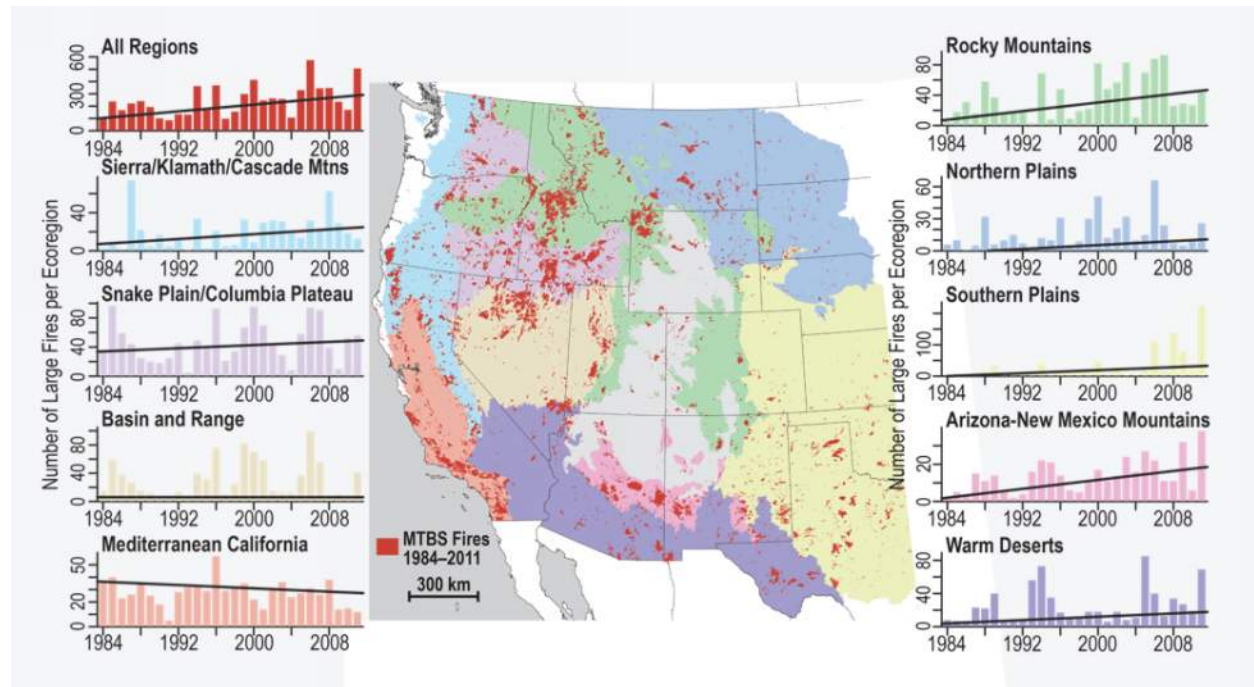 All Regions
600
300
0
1984 1992 2000 2008
Sierra/Klamath/Cascade Mtns
40
0
1984 1992 2000 2008
Snake Plain/Columbia Plateau
80
40
0
1984 1992 2000 2008
Basin and Range
80
40
0
1984 1992 2000 2008
Mediterranean California
50
20
0
1984 1992 2000 2008
Number of Large Fires per Ecoregion
MTBS Fires
1984–2011
300 km
Number of Large Fires per Ecoregion
Rocky Mountains
80
40
0
1984 1992 2000 2008
Northern Plains
60
30
0
1984 1992 2000 2008
Southern Plains
100
0
1984 1992 2000 2008
Arizona-New Mexico Mountains
20
0
1984 1992 2000 2008
Warm Deserts
80
40
0
1984 1992 2000 2008